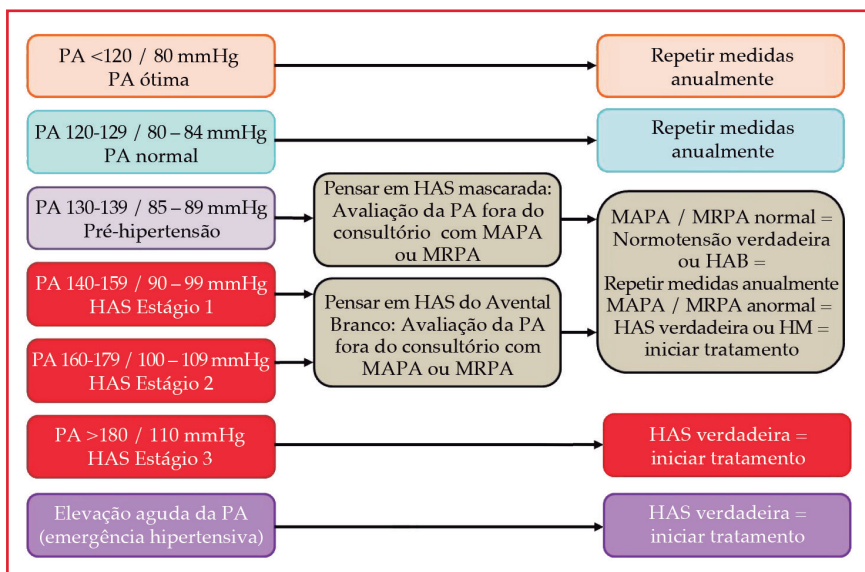 PA <120 / 80 mmHg
PA ótima
Repetir medidas
anualmente
PA 120-129 / 80 – 84 mmHg
PA normal
Repetir medidas
anualmente
PA 130-139 / 85 – 89 mmHg
Pré-hipertensão
Pensar em HAS mascarada:
Avaliação da PA fora do
consultório com MAPA
ou MRPA
MAPA / MRPA normal =
Normotensão verdadeira
ou HAB =
Repetir medidas anualmente
MAPA / MRPA anormal =
HAS verdadeira ou HM =
iniciar tratamento
PA 140-159 / 90 – 99 mmHg
HAS Estágio 1
Pensar em HAS do Avental
Branco: Avaliação da PA
fora do consultório com
MAPA ou MRPA
PA 160-179 / 100 – 109 mmHg
HAS Estágio 2
PA >180 / 110 mmHg
HAS Estágio 3
HAS verdadeira =
iniciar tratamento
Elevação aguda da PA
(emergência hipertensiva)
HAS verdadeira =
iniciar tratamento